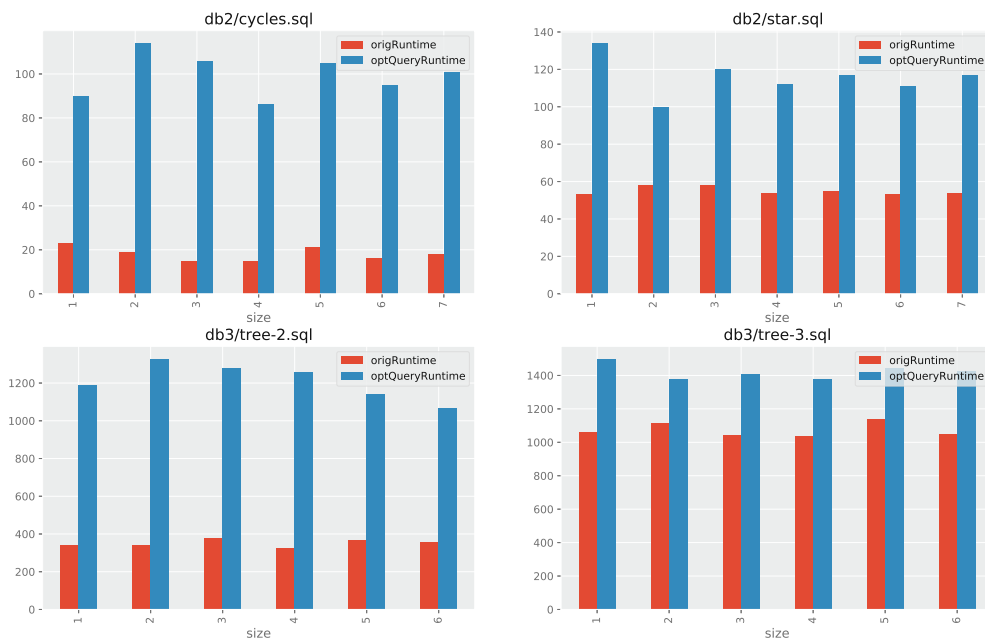 db2/cycles.sql
origRuntime
optQueryRuntime
100
80
60
40
20
0
1 2 3 4 5 6 7
size
db2/star.sql
origRuntime
optQueryRuntime
140
120
100
80
60
40
20
0
1 2 3 4 5 6 7
size
db3/tree-2.sql
origRuntime
optQueryRuntime
1200
1000
800
600
400
200
0
1 2 3 4 5 6
size
db3/tree-3.sql
origRuntime
optQueryRuntime
1400
1200
1000
800
600
400
200
0
1 2 3 4 5 6
size